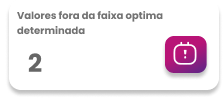 Valores fora da faixa optima
determinada
2